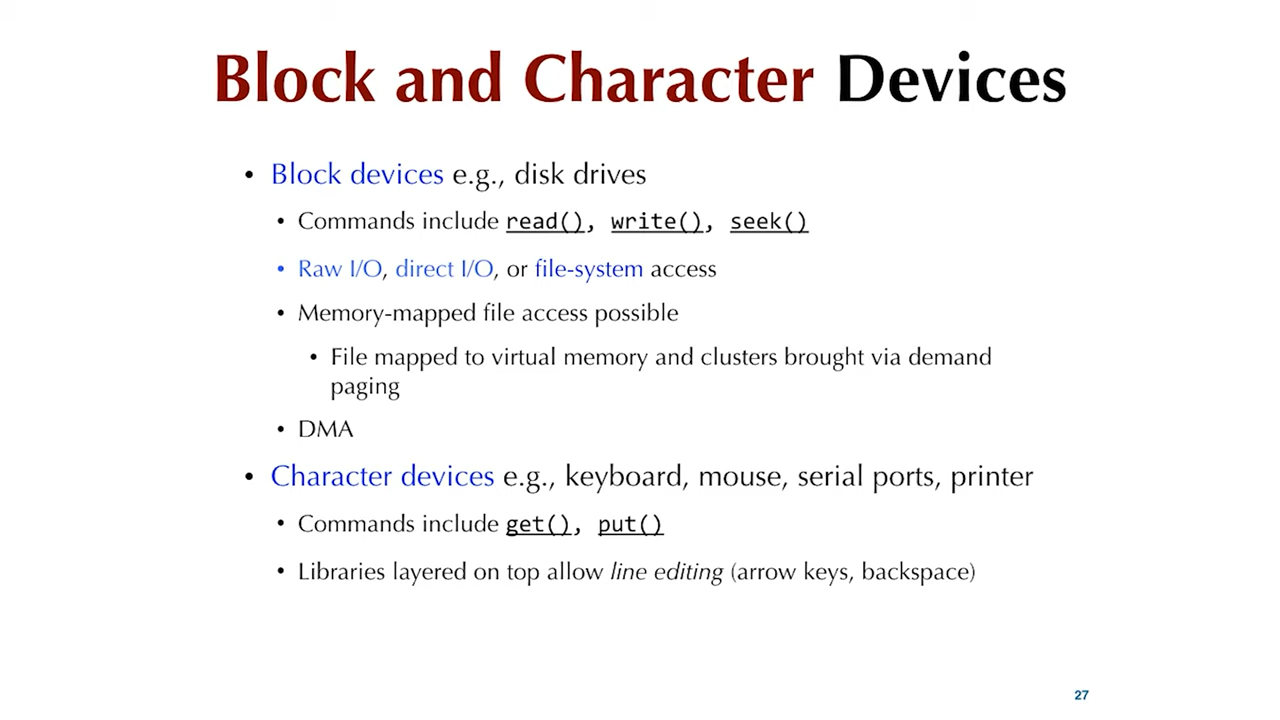 Block and Character Devices
• Block devices e.g., disk drives
• Commands include read(), write(), seek()
• Raw I/O, direct I/O, or file-system access
• Memory-mapped file access possible
• File mapped to virtual memory and clusters brought via demand
paging
• DMA
• Character devices e.g., keyboard, mouse, serial ports, printer
• Commands include get(), put()
• Libraries layered on top allow line editing (arrow keys, backspace)
27